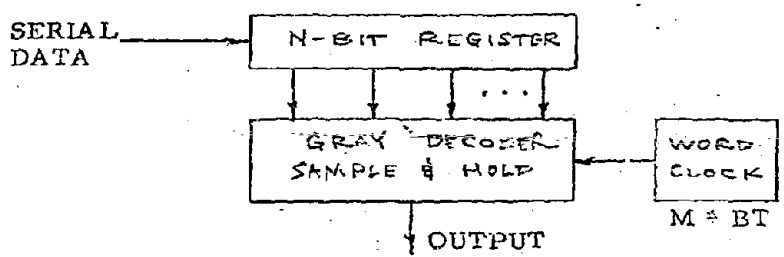 SERIAL
DATA
N-BIT REGISTER
...
GRAY DECODER
SAMPLE & HOLD
WORD
CLOCK
M = BT
OUTPUT